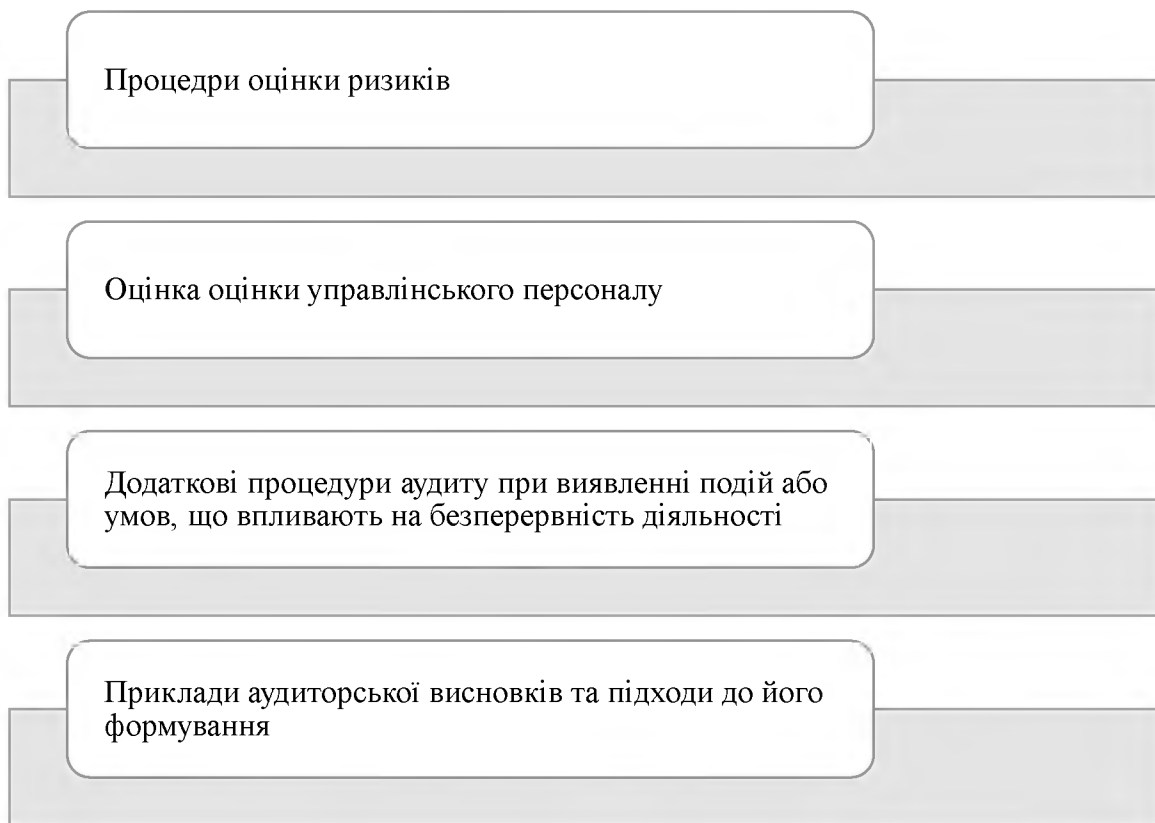 Процедри оцінки ризиків
Оцінка оцінки управлінського персоналу
Додаткові процедури аудиту при виявленні подій або
умов, що впливають на безперервність діяльності
Приклади аудиторської висновків та підходи до його
формування